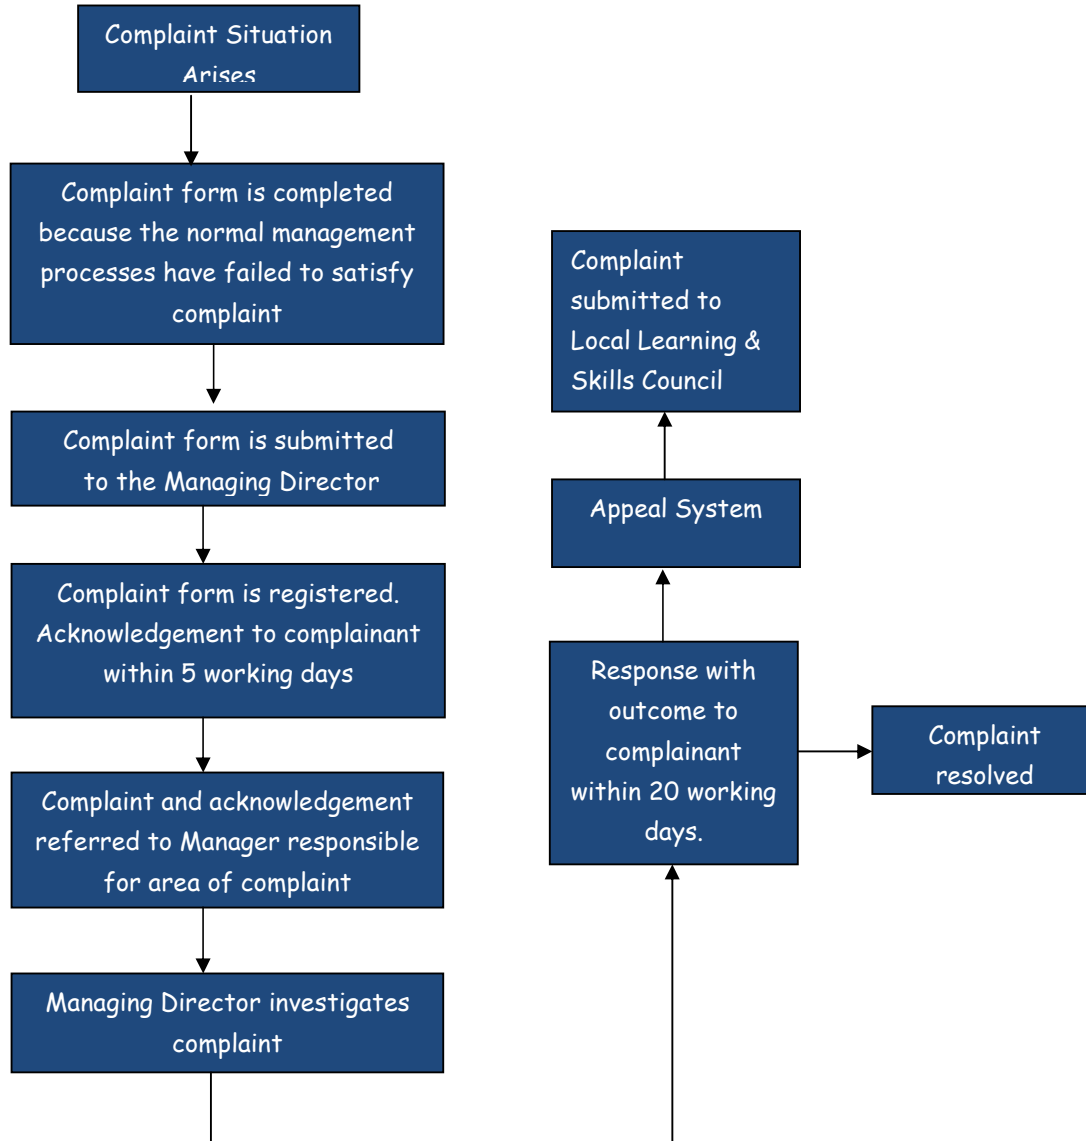 Complaint Situation
Arises
Complaint form is completed
because the normal management
processes have failed to satisfy
complaint
Complaint form is submitted
to the Managing Director
Complaint form is registered.
Acknowledgement to complainant
within 5 working days
Complaint and acknowledgement
referred to Manager responsible
for area of complaint
Managing Director investigates
complaint
Response with
outcome to
complainant
within 20 working
days.
Complaint
resolved
Appeal System
Complaint
submitted to
Local Learning &
Skills Council